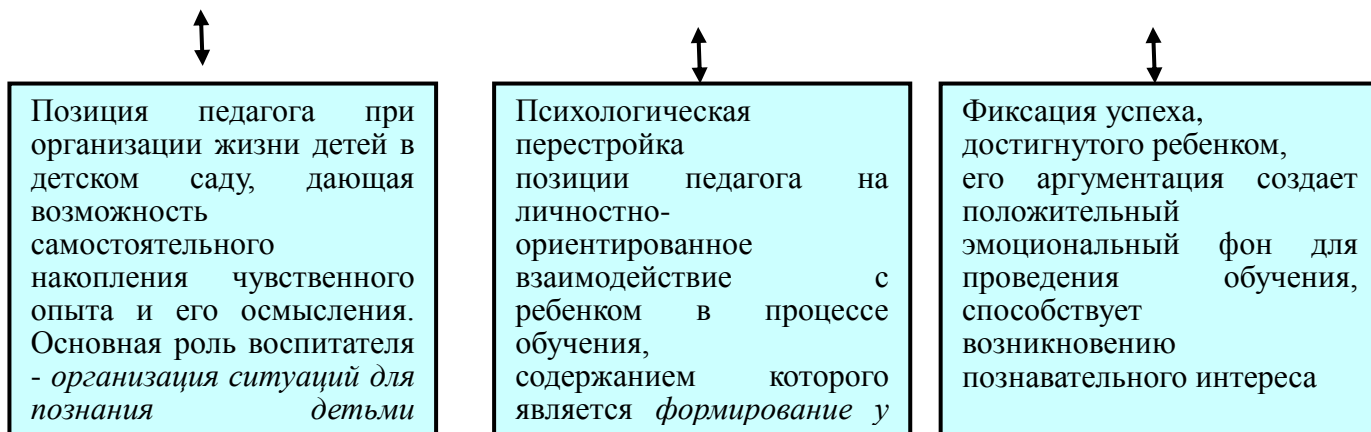 Позиция педагога при
организации жизни детей в
детском саду, дающая
возможность
самостоятельного
накопления чувственного
опыта и его осмысления.
Основная роль воспитателя
- организация ситуаций для
познания детьми
Психологическая
перестройка
позиции педагога на
личностно-
ориентированное
взаимодействие с
ребенком в процессе
обучения,
содержанием которого
является формирование у
Фиксация успеха,
достигнутого ребенком,
его аргументация создает
положительный
эмоциональный фон для
проведения обучения,
способствует
возникновению
познавательного интереса